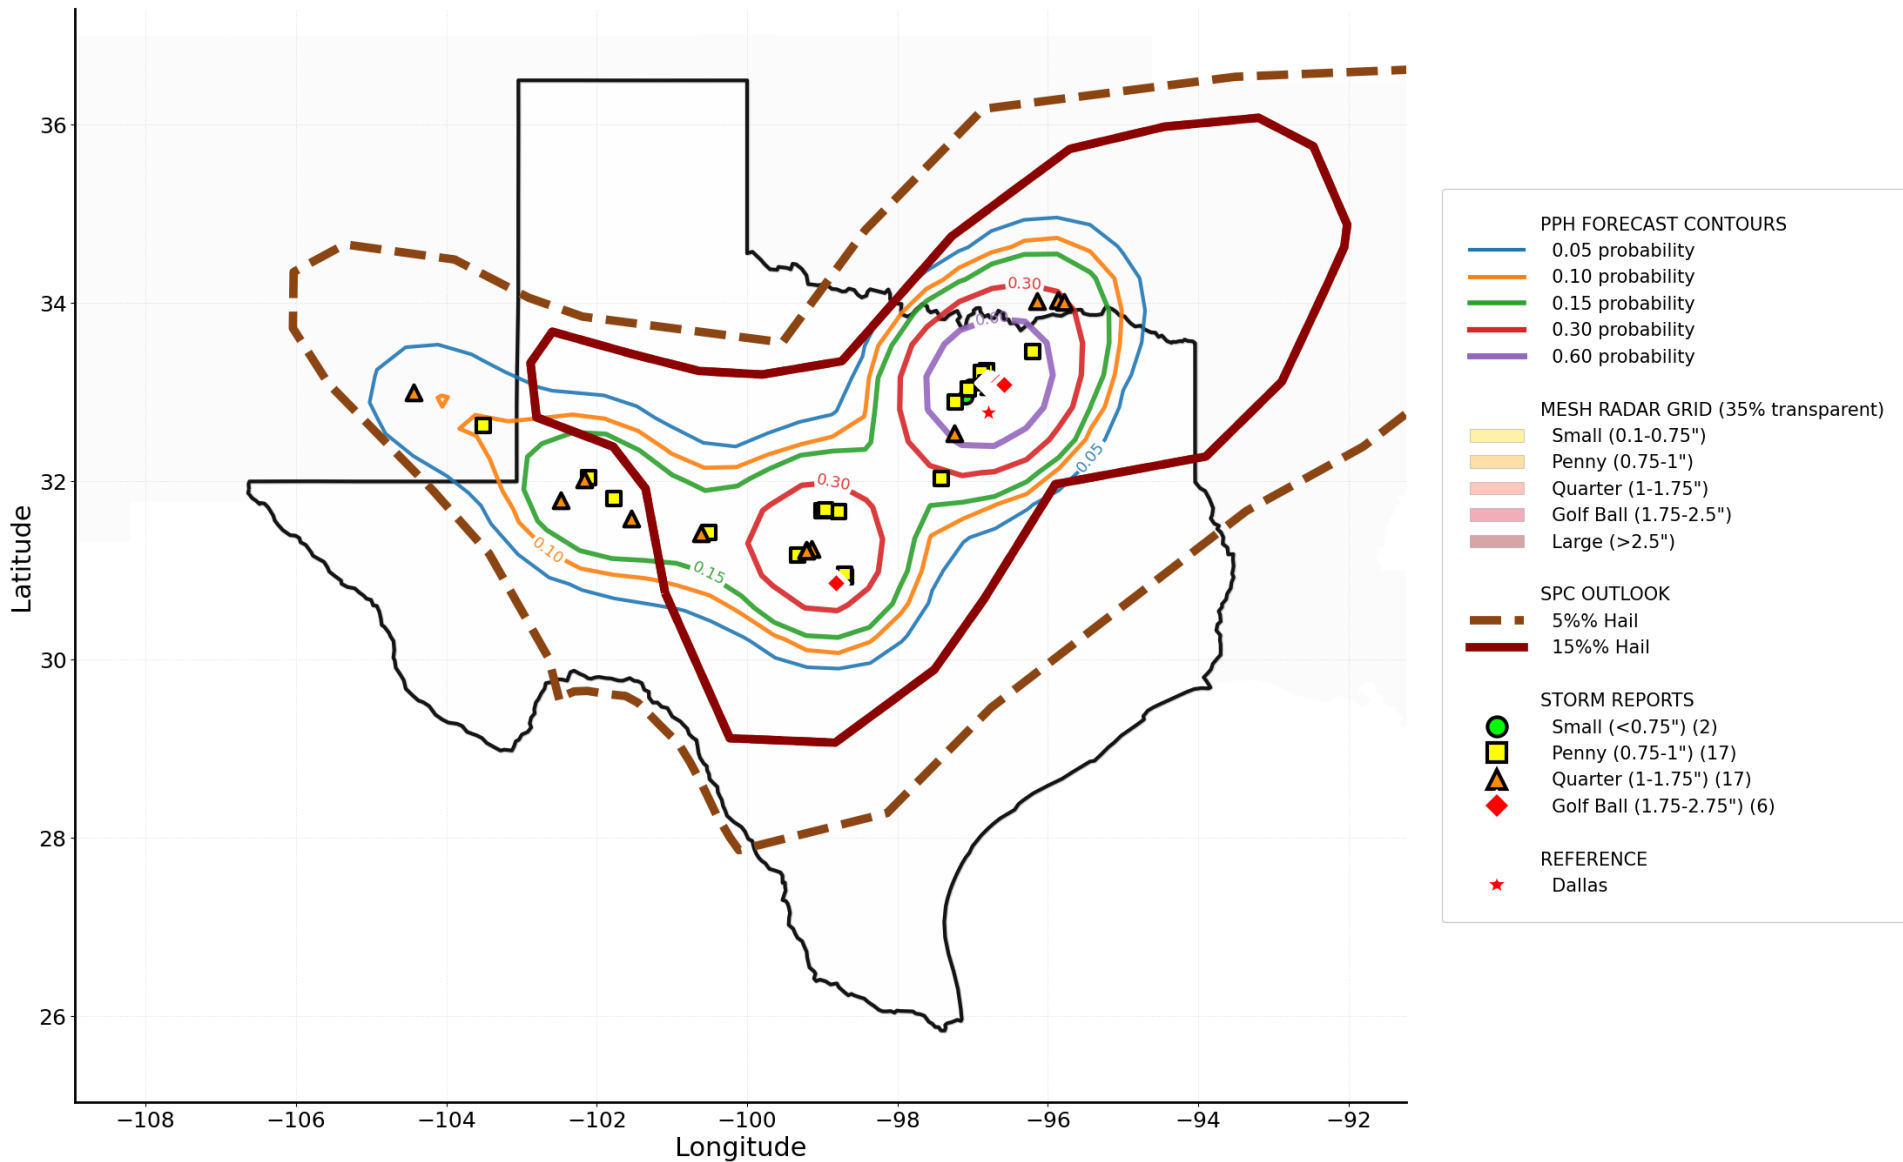 36
34
32
30
28
26
Latitude
−108
−106
−104
−102
−100
−98
−96
−94
−92
Longitude
0.30
0.60
0.05
0.30
0.10
0.15
PPH FORECAST CONTOURS
0.05 probability
0.10 probability
0.15 probability
0.30 probability
0.60 probability
MESH RADAR GRID (35% transparent)
Small (0.1-0.75")
Penny (0.75-1")
Quarter (1-1.75")
Golf Ball (1.75-2.5")
Large (>2.5")
SPC OUTLOOK
5%% Hail
15%% Hail
STORM REPORTS
Small (<0.75") (2)
Penny (0.75-1") (17)
Quarter (1-1.75") (17)
Golf Ball (1.75-2.75") (6)
REFERENCE
Dallas